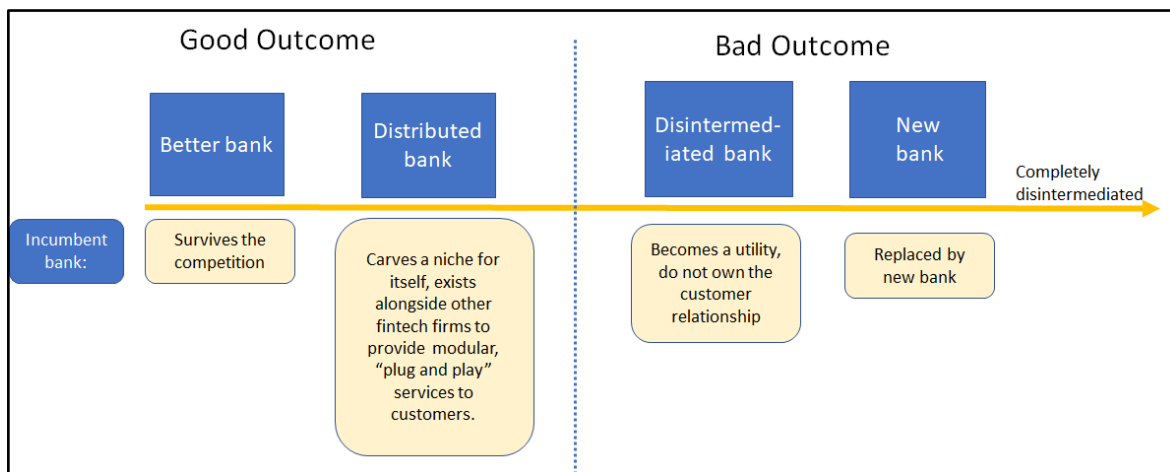 Good Outcome
Bad Outcome
Better bank
Distributed
bank
Disintermed-
iated bank
New
bank
Completely
disintermediated
Incumbent
bank:
Survives the
competition
Carves a niche for
itself, exists
alongside other
fintech firms to
provide modular,
“plug and play”
services to
customers.
Becomes a utility,
do not own the
customer
relationship
Replaced by
new bank